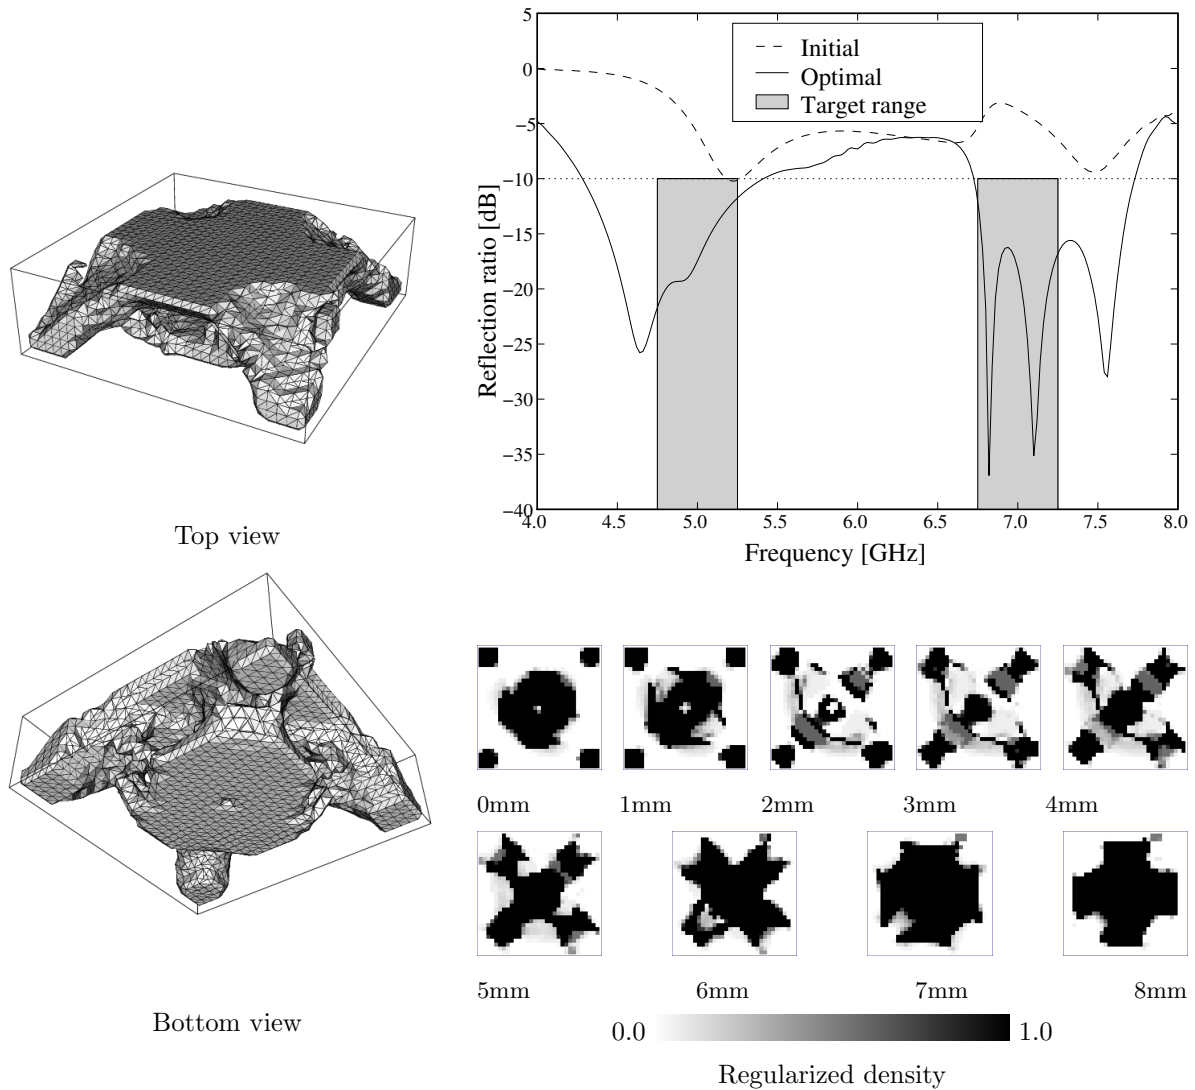 5
0
−5
−10
−15
−20
−25
−30
−35
−40
Reflection ratio [dB]
Initial
Optimal
Target range
4.0 4.5 5.0 5.5 6.0 6.5 7.0 7.5 8.0
Frequency [GHz]
Top view
Bottom view
0mm 1mm 2mm 3mm 4mm
5mm 6mm 7mm 8mm
0.0 1.0
Regularized density